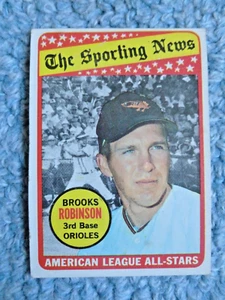 The Sporting News
BROOKS
ROBINSON
3rd Base
ORIOLES
AMERICAN LEAGUE ALL-STARS